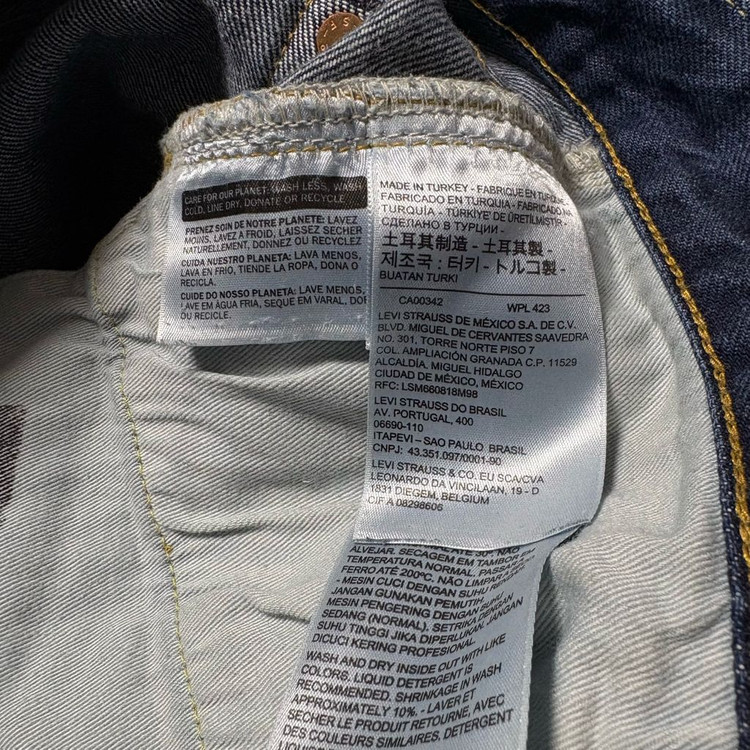 CARE FOR OUR PLANET: WASH LESS, WASH
COLD, LINE DRY, DONATE OR RECYCLE
PRENEZ SOIN DE NOTRE PLANETE: LAVEZ
MOINS, LAVEZ A FROID, LAISSEZ SECHER
NATURELLEMENT, DONNEZ OU RECYCLEZ
CUIDA NUESTRO PLANETA: LAVA MENOS,
LAVA EN FRIO, TIENDE LA ROPA, DONA O
RECICLA.
CUIDE DO NOSSO PLANETA: LAVE MENOS,
LAVE EM ÁGUA FRIA, SEQUE EM VARAL, DOE
OU RECICLE.
MADE IN TURKEY - FABRIQUE EN TURQUIE
FABRICADO EN TURQUIA - FABRICADO NA
TURQUÍA - TÜRKİYE' DE ÜRETİLMİSTİR -
СДЕЛАНО В ТУРЦИИ -
土耳其制造 - 土耳其製 -
제조국 : 터키 - トルコ製 -
BUATAN TURKI
CA00342 WPL 423
LEVI STRAUSS DE MÉXICO S.A. DE C.V.
BLVD. MIGUEL DE CERVANTES SAAVEDRA
NO. 301, TORRE NORTE PISO 7
COL. AMPLIACIÓN GRANADA C.P. 11529
ALCALDÍA. MIGUEL HIDALGO
CIUDAD DE MÉXICO, MÉXICO
RFC: LSM660818M98
LEVI STRAUSS DO BRASIL
AV. PORTUGAL, 400
06690-110
ITAPEVI – SAO PAULO BRASIL
CNPJ: 43.351.097/0001-90
LEVI STRAUSS & CO. EU SCA/CVA
LEONARDO DA VINCILAAN, 19 - D
1831 DIEGEM, BELGIUM
CIF A 08298606
ATÉ 30º. NÃO
ALVEJAR. SECAGEM EM TAMBOR EM
TEMPERATURA NORMAL. PASSAR
FERRO ATÉ 200ºC. NÃO LIMPAR A
- MESIN CUCI DENGAN SUHU RENDAH
JANGAN GUNAKAN PEMUTIH.
MESIN PENGERING DENGAN SUHU
SEDANG (NORMAL). SETRIKA DENGAN
SUHU TINGGI JIKA DIPERLUKAN. JANGAN
DICUCI KERING PROFESIONAL
WASH AND DRY INSIDE OUT WITH LIKE
COLORS. LIQUID DETERGENT IS
RECOMMENDED. SHRINKAGE IN WASH
APPROXIMATELY 10%. - LAVER ET
SECHER LE PRODUIT RETOURNE, AVEC
DES COULEURS SIMILAIRES. DETERGENT